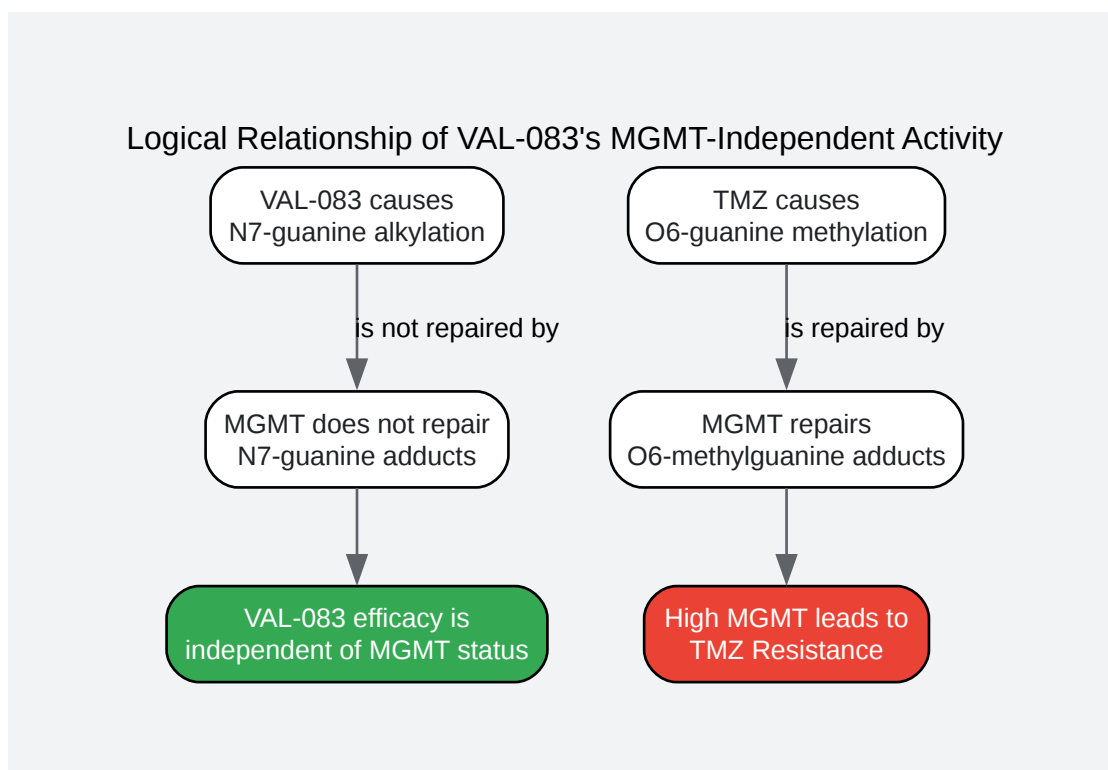 Logical Relationship of VAL-083's MGMT-Independent Activity
VAL-083 causes
N7-guanine alkylation
TMZ causes
O6-guanine methylation
is not repaired by
is repaired by
MGMT does not repair
N7-guanine adducts
MGMT repairs
O6-methylguanine adducts
VAL-083 efficacy is
independent of MGMT status
High MGMT leads to
TMZ Resistance